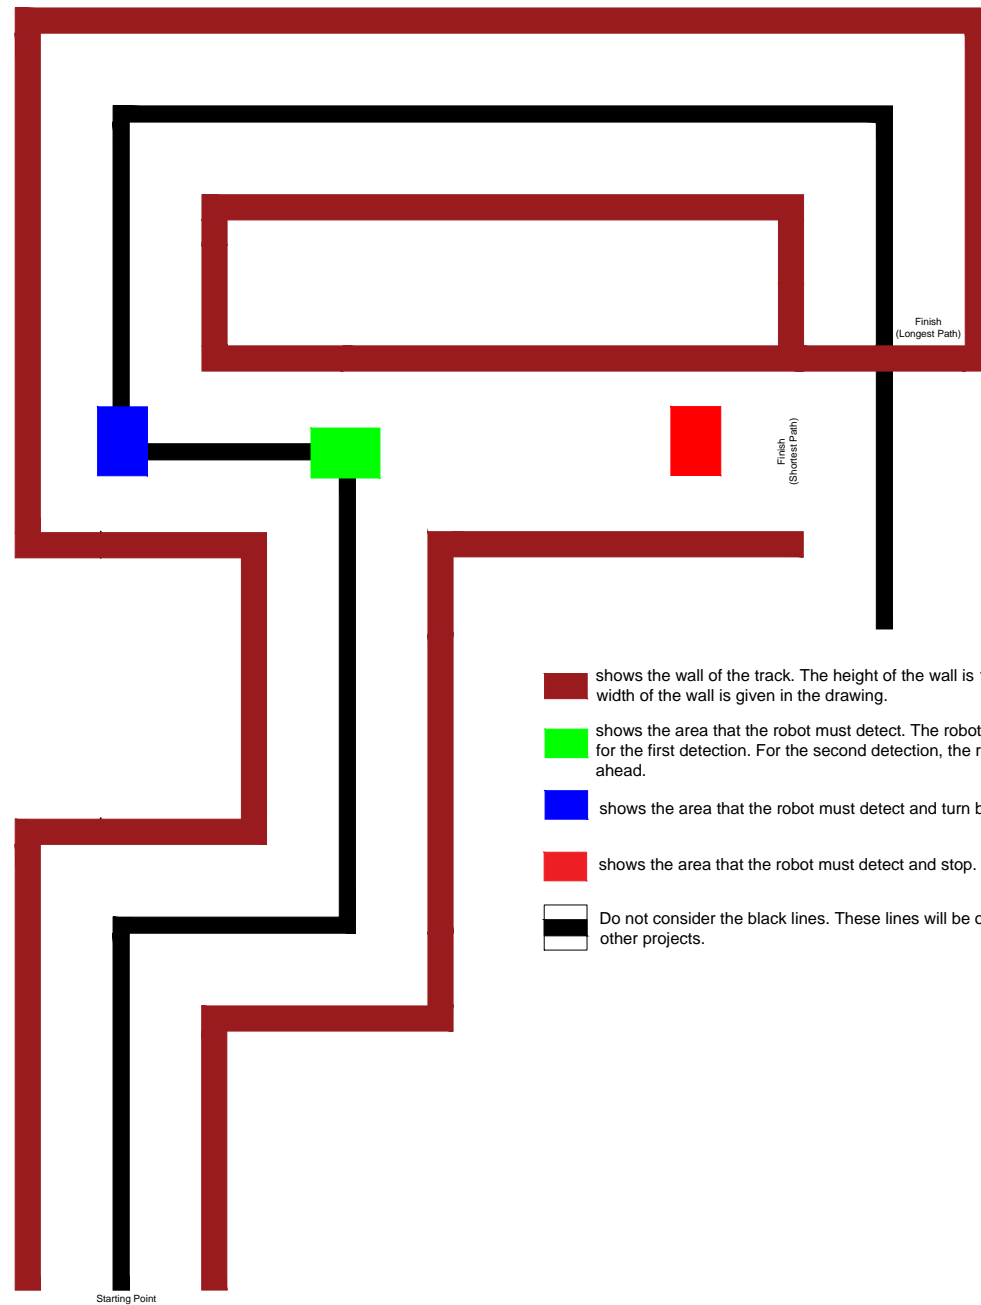 Finish
(Longest Path)
Finish
(Shortest Path)
shows the wall of the track. The height of the wall is
width of the wall is given in the drawing.
shows the area that the robot must detect. The robot
for the first detection. For the second detection, the
ahead.
shows the area that the robot must detect and turn
shows the area that the robot must detect and stop.
Do not consider the black lines. These lines will be
other projects.
Starting Point